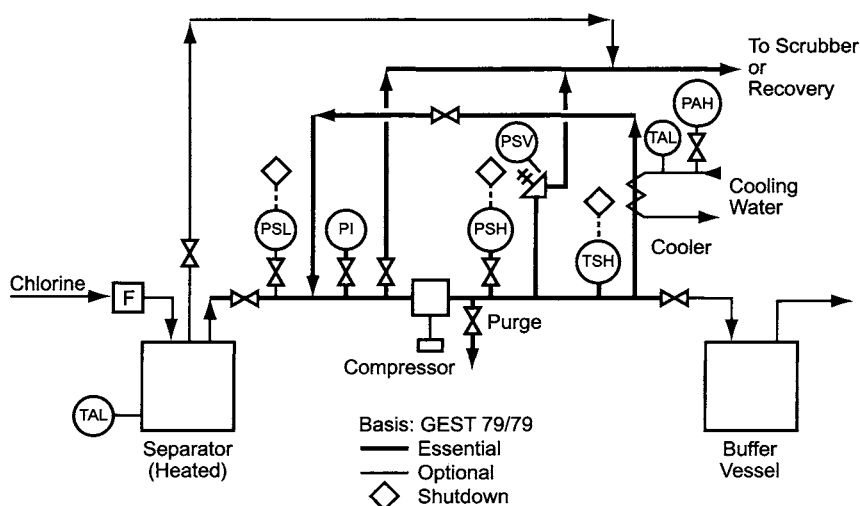 To Scrubber
or
Recovery
PAH
TAL
PSV
Cooling
Water
PSL
PI
PSH
TSH
Cooler
Chlorine
F
Purge
Compressor
TAL
Separator
(Heated)
Basis: GEST 79/79
Essential
Optional
Shutdown
Buffer
Vessel